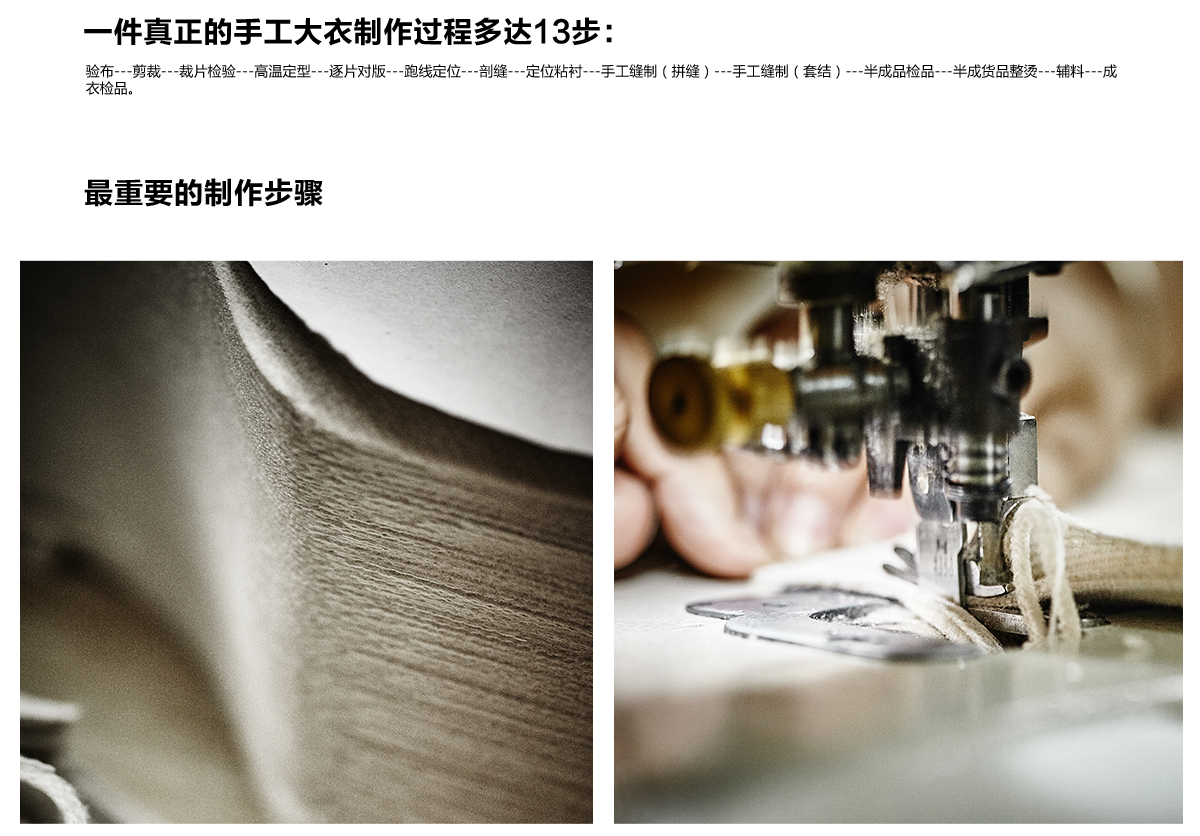 一件真正的手工大衣制作过程多达13步：
验布---剪裁---裁片检验---高温定型---逐片对版---跑线定位---剖缝---定位粘衬---手工缝制（拼缝）---手工缝制（套结）---半成品检品---半成货品整烫---辅料---成
衣检品。
最重要的制作步骤